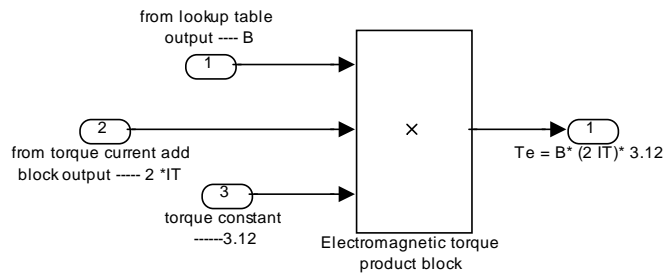 from lookup table
output ---- B
1
2
from torque current add
block output ----- 2 *IT
3
torque constant
------3.12
×
Electromagnetic torque
product block
1
Te = B* (2 IT)* 3.12